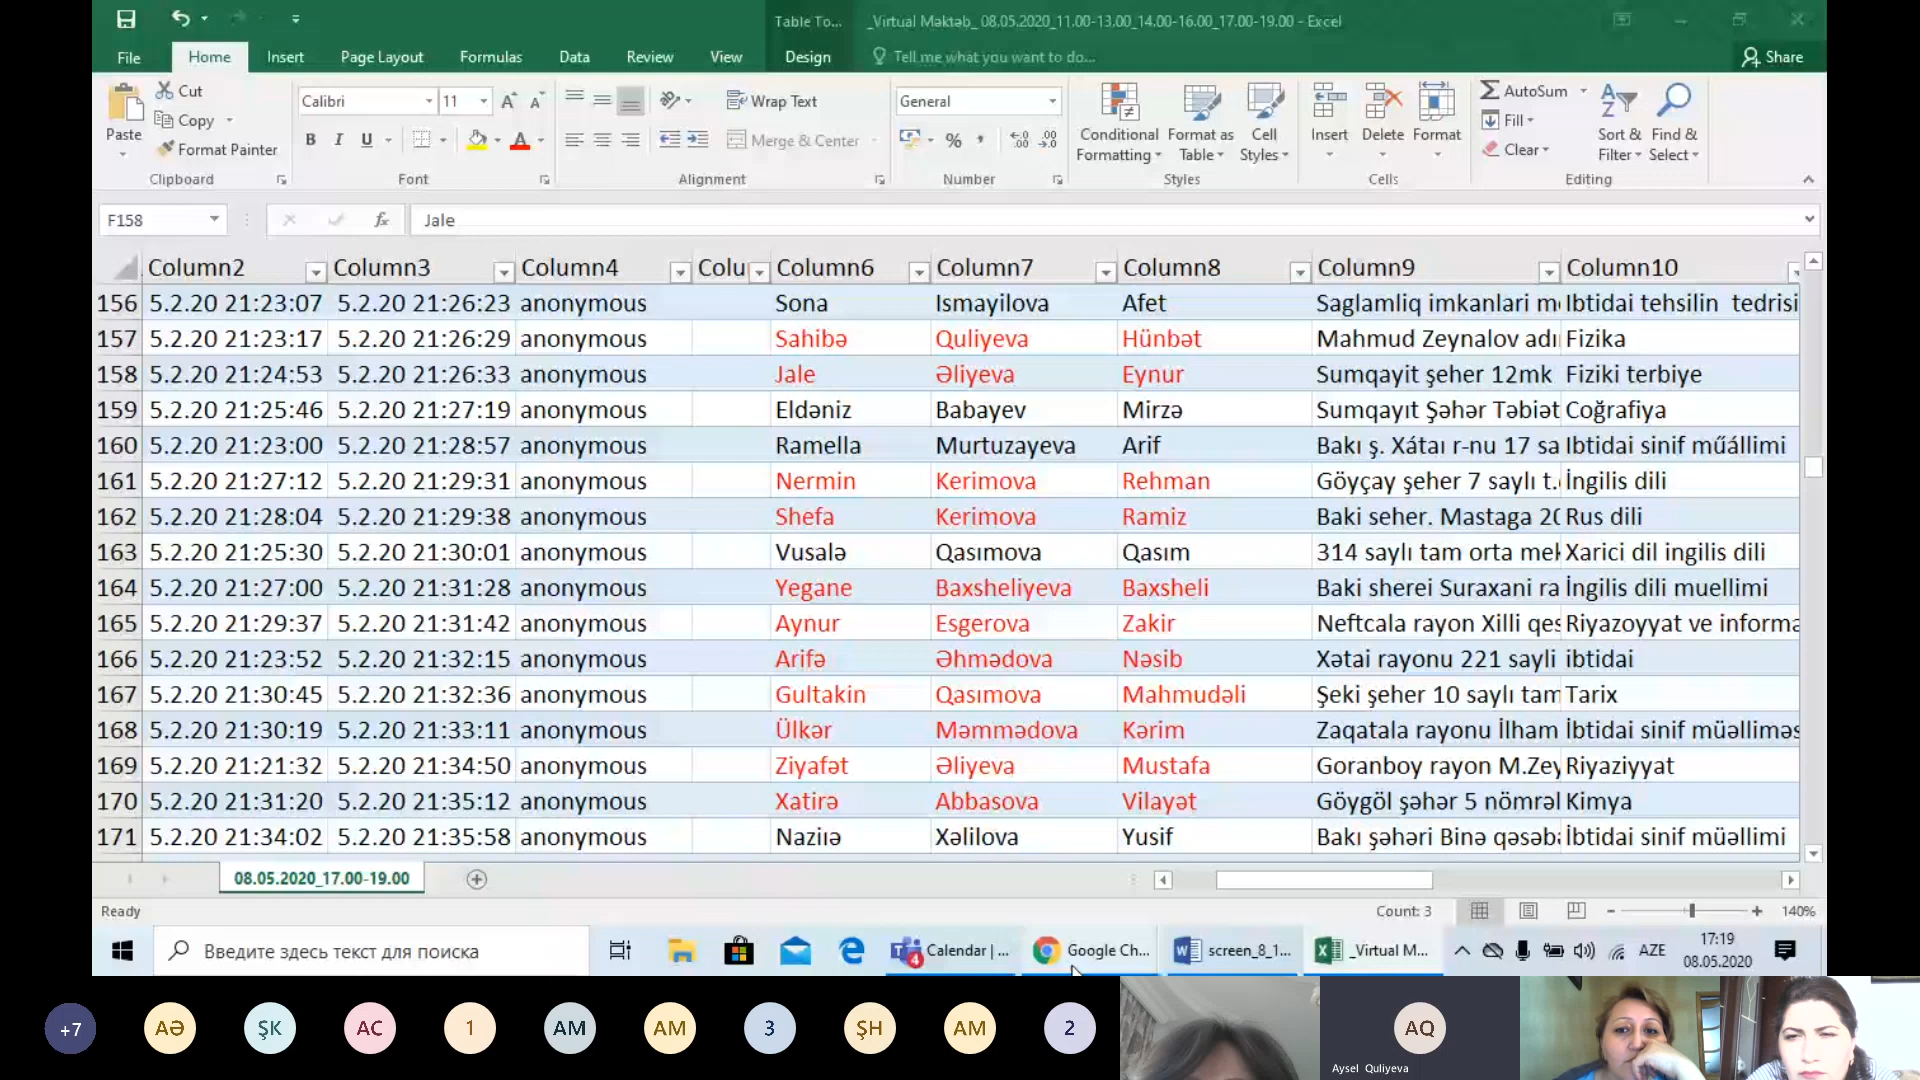 Table To...
_Virtual Məktəb_ 08.05.2020_11.00-13.00_14.00-16.00_17.00-19.00 - Excel
File Home Insert Page Layout Formulas Data Review View Design Tell me what you want to do... Share
Paste Cut Copy Format Painter Clipboard
Calibri 11 B I U Font
Wrap Text Merge & Center Alignment
General % Number
Conditional Formatting Format as Table Cell Styles Styles
Insert Delete Format Cells
AutoSum Fill Clear Sort & Filter Find & Select Editing
F158 fx Jale
Column2 Column3 Column4 Colu Column6 Column7 Column8 Column9 Column10
156 5.2.20 21:23:07 5.2.20 21:26:23 anonymous Sona Ismayilova Afet Saglamliq imkanlari m Ibtidai tehsilin tedrisi
157 5.2.20 21:23:17 5.2.20 21:26:29 anonymous Sahibə Quliyeva Hünbət Mahmud Zeynalov adı Fizika
158 5.2.20 21:24:53 5.2.20 21:26:33 anonymous Jale Əliyeva Eynur Sumqayit şeher 12mk Fiziki terbiye
159 5.2.20 21:25:46 5.2.20 21:27:19 anonymous Eldəniz Babayev Mirzə Sumqayıt Şəhər Təbiət Coğrafiya
160 5.2.20 21:23:00 5.2.20 21:28:57 anonymous Ramella Murtuzayeva Arif Bakı ş. Xátaı r-nu 17 sa Ibtidai sinif műállimi
161 5.2.20 21:27:12 5.2.20 21:29:31 anonymous Nermin Kerimova Rehman Göyçay şeher 7 saylı t. İngilis dili
162 5.2.20 21:28:04 5.2.20 21:29:38 anonymous Shefa Kerimova Ramiz Baki seher. Mastaga 20 Rus dili
163 5.2.20 21:25:30 5.2.20 21:30:01 anonymous Vusalə Qasımova Qasım 314 saylı tam orta mek Xarici dil ingilis dili
164 5.2.20 21:27:00 5.2.20 21:31:28 anonymous Yegane Baxsheliyeva Baxsheli Baki sherei Suraxani ra İngilis dili muellimi
165 5.2.20 21:29:37 5.2.20 21:31:42 anonymous Aynur Esgerova Zakir Neftcala rayon Xilli qes Riyazoyyat ve informa
166 5.2.20 21:23:52 5.2.20 21:32:15 anonymous Arifə Əhmədova Nəsib Xətai rayonu 221 sayli ibtidai
167 5.2.20 21:30:45 5.2.20 21:32:36 anonymous Gultakin Qasımova Mahmudəli Şeki şeher 10 saylı tam Tarix
168 5.2.20 21:30:19 5.2.20 21:33:11 anonymous Ülkər Məmmədova Kərim Zaqatala rayonu İlham İbtidai sinif müəlliməs
169 5.2.20 21:21:32 5.2.20 21:34:50 anonymous Ziyafət Əliyeva Mustafa Goranboy rayon M.Zey Riyaziyyat
170 5.2.20 21:31:20 5.2.20 21:35:12 anonymous Xatirə Abbasova Vilayət Göygöl şəhər 5 nömrəl Kimya
171 5.2.20 21:34:02 5.2.20 21:35:58 anonymous Naziıə Xəlilova Yusif Bakı şəhəri Binə qəsəbə İbtidai sinif müəllimi
08.05.2020_17.00-19.00
Ready Count: 3 140%
Введите здесь текст для поиска 4 Calendar | ... Google Ch... screen_8_1... _Virtual M... AZE 17:19
08.05.2020
+7 AƏ ŞK AC 1 AM AM 3 ŞH AM 2 AQ
Aysel Quliyeva